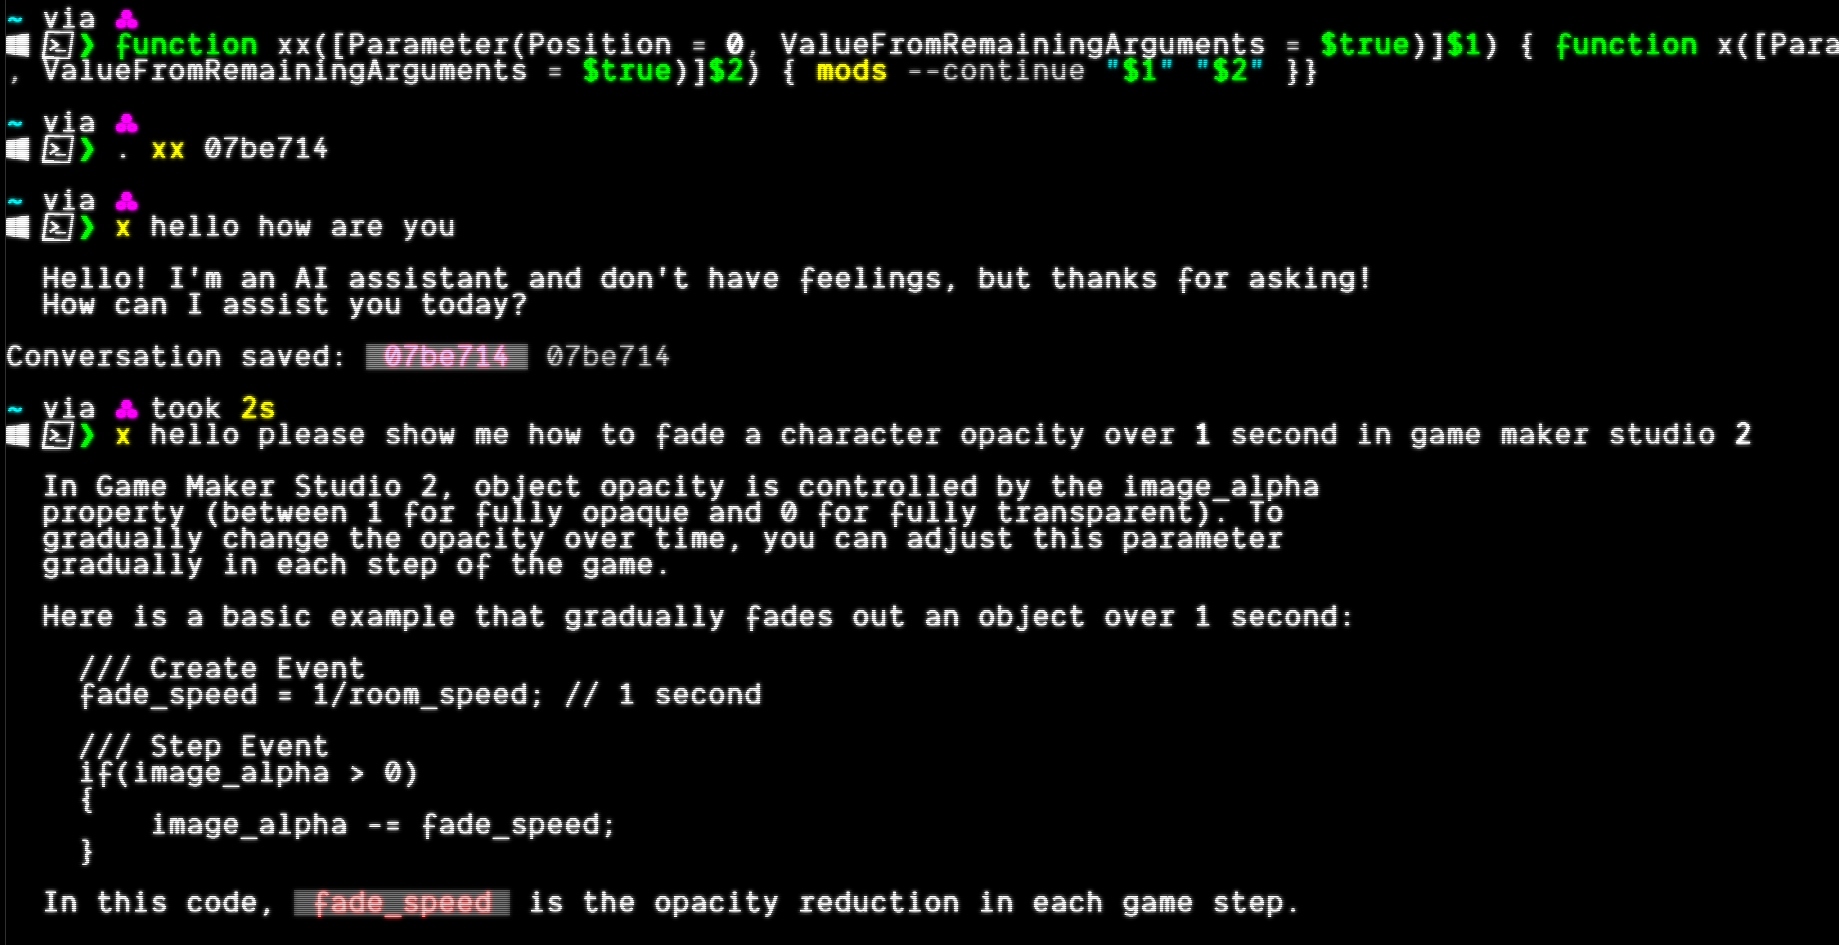 ~ via
❯ function xx([Parameter(Position = 0, ValueFromRemainingArguments = $true)]$1) { function x([Para
, ValueFromRemainingArguments = $true)]$2) { mods --continue "$1" "$2" }}
~ via
❯ . xx 07be714
~ via
❯ x hello how are you
Hello! I'm an AI assistant and don't have feelings, but thanks for asking!
How can I assist you today?
Conversation saved: 07be714 07be714
~ via took 2s
❯ x hello please show me how to fade a character opacity over 1 second in game maker studio 2
In Game Maker Studio 2, object opacity is controlled by the image_alpha
property (between 1 for fully opaque and 0 for fully transparent). To
gradually change the opacity over time, you can adjust this parameter
gradually in each step of the game.
Here is a basic example that gradually fades out an object over 1 second:
/// Create Event
fade_speed = 1/room_speed; // 1 second
/// Step Event
if(image_alpha > 0)
{
image_alpha -= fade_speed;
}
In this code, fade_speed is the opacity reduction in each game step.